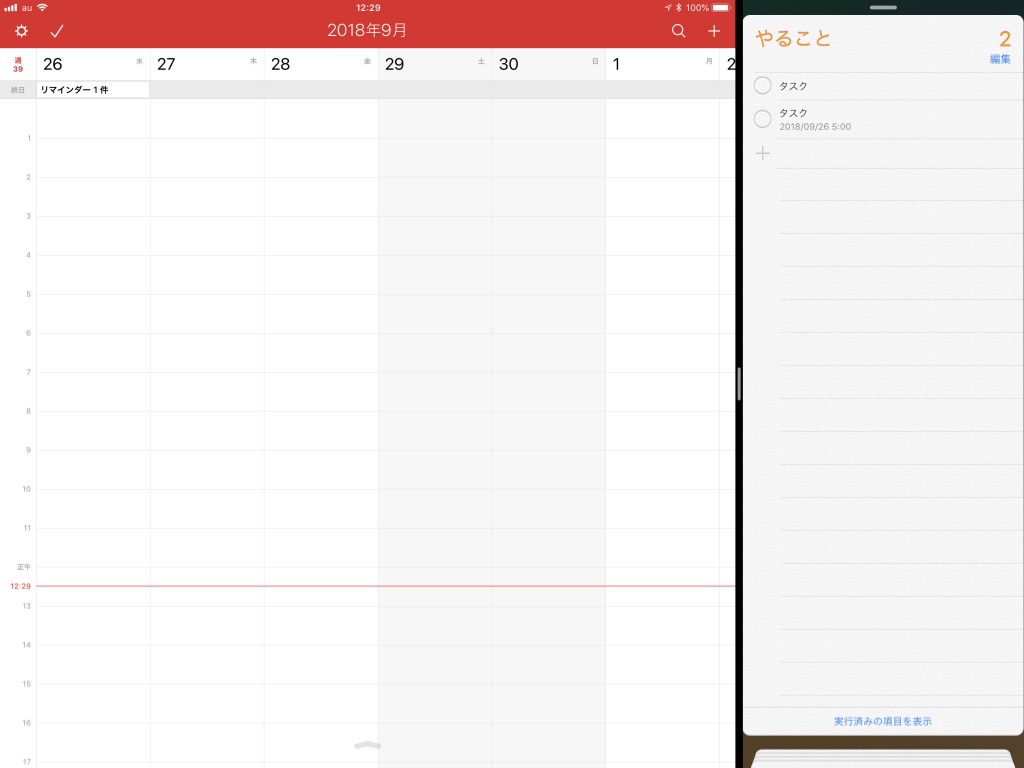 au 12:29 100%
2018年9月
週
39
26 水 27 木 28 金 29 土 30 日 1 月 2
終日 リマインダー 1 件
1
2
3
4
5
6
7
8
9
10
11
正午
12:29
13
14
15
16
17
やること 2
編集
タスク
タスク
2018/09/26 5:00
実行済みの項目を表示